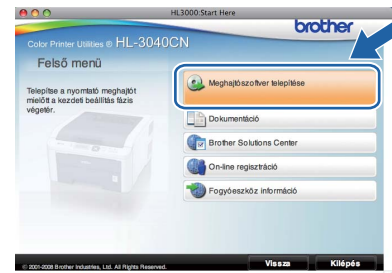 HL3000:Start Here
brother
Color Printer Utilities ® HL-3040CN
Felső menü
Telepítse a nyomtató meghajtót
mielőtt a kezdeti beállítás fázis
végetér.
Meghajtószoftver telepítése
Dokumentáció
Brother Solutions Center
On-line regisztráció
Fogyóeszköz információ
© 2001-2008 Brother Industries, Ltd. All Rights Reserved.
Vissza
Kilépés